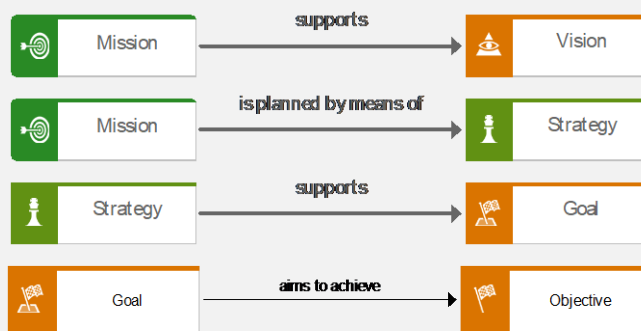 supports
Mission
Vision
is planned by means of
Mission
Strategy
supports
Strategy
Goal
aims to achieve
Goal
Objective